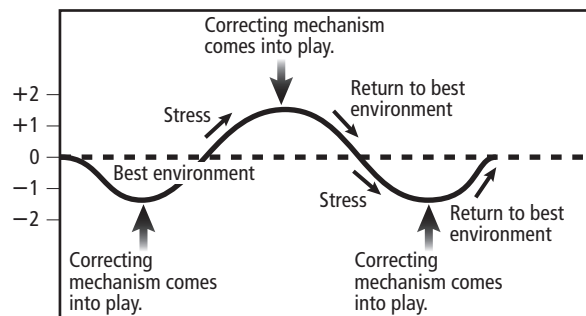 Correcting mechanism
comes into play.
Return to best
environment
Stress
+2
+1
0
−1
−2
Best environment
Stress
Return to best
environment
Correcting
mechanism comes
into play.
Correcting
mechanism comes
into play.